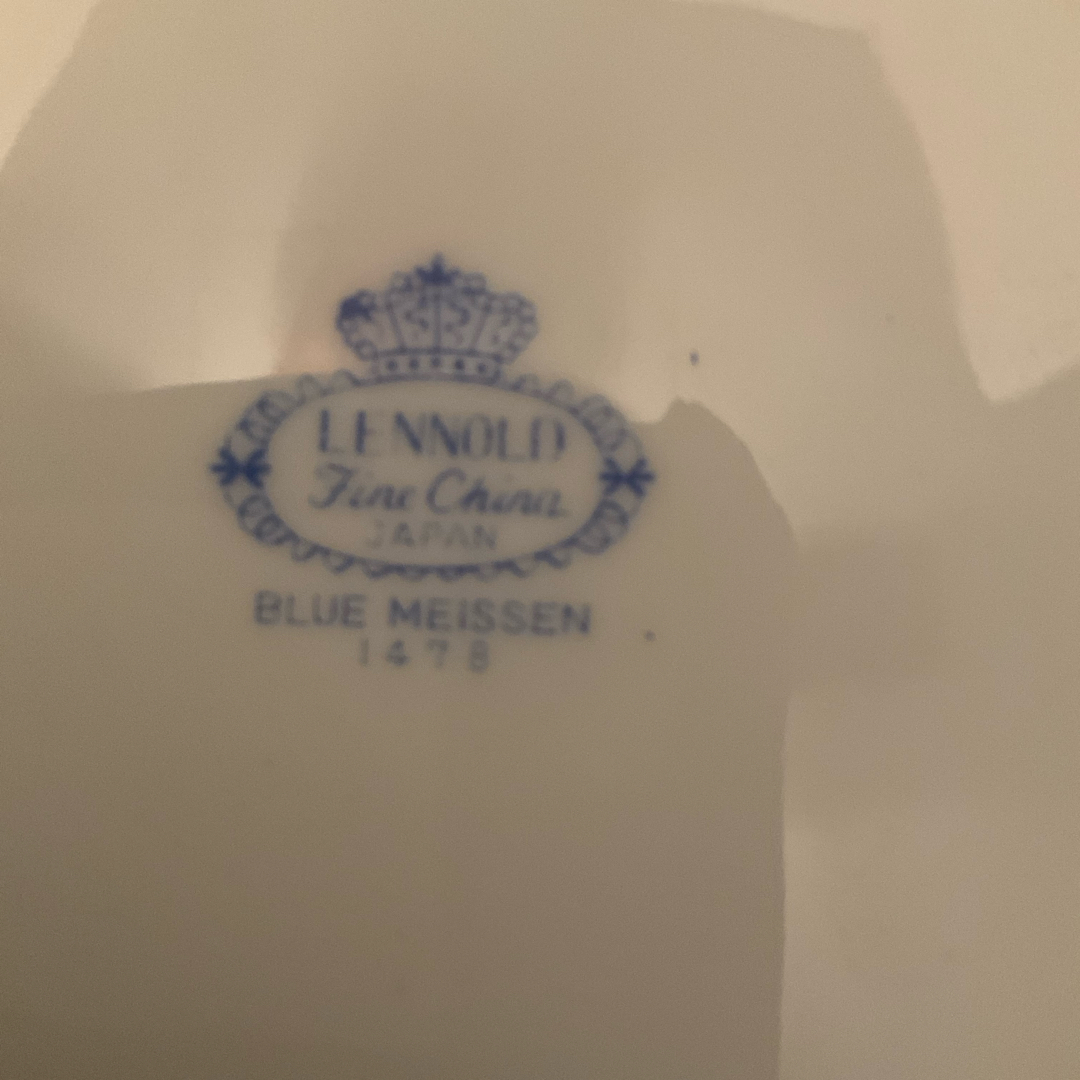 LENNOLD
Fine China
JAPAN
BLUE MEISSEN
1478